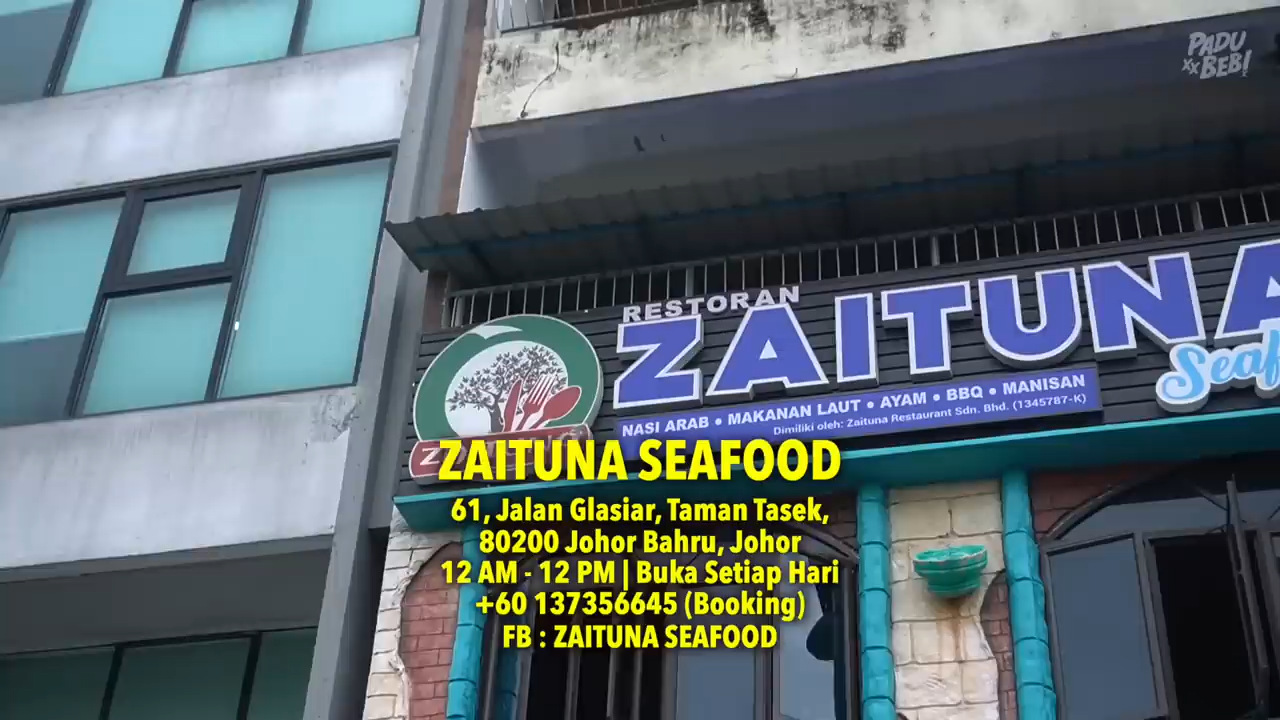 PADU
xx BEBI
RESTORAN
ZAITUNA
Seaf
NASI ARAB • MAKANAN LAUT • AYAM • BBQ • MANISAN
Dimiliki oleh: Zaituna Restaurant Sdn. Bhd. (1345787-K)
ZAITUNA SEAFOOD
61, Jalan Glasiar, Taman Tasek,
80200 Johor Bahru, Johor
12 AM - 12 PM | Buka Setiap Hari
+60 137356645 (Booking)
FB : ZAITUNA SEAFOOD